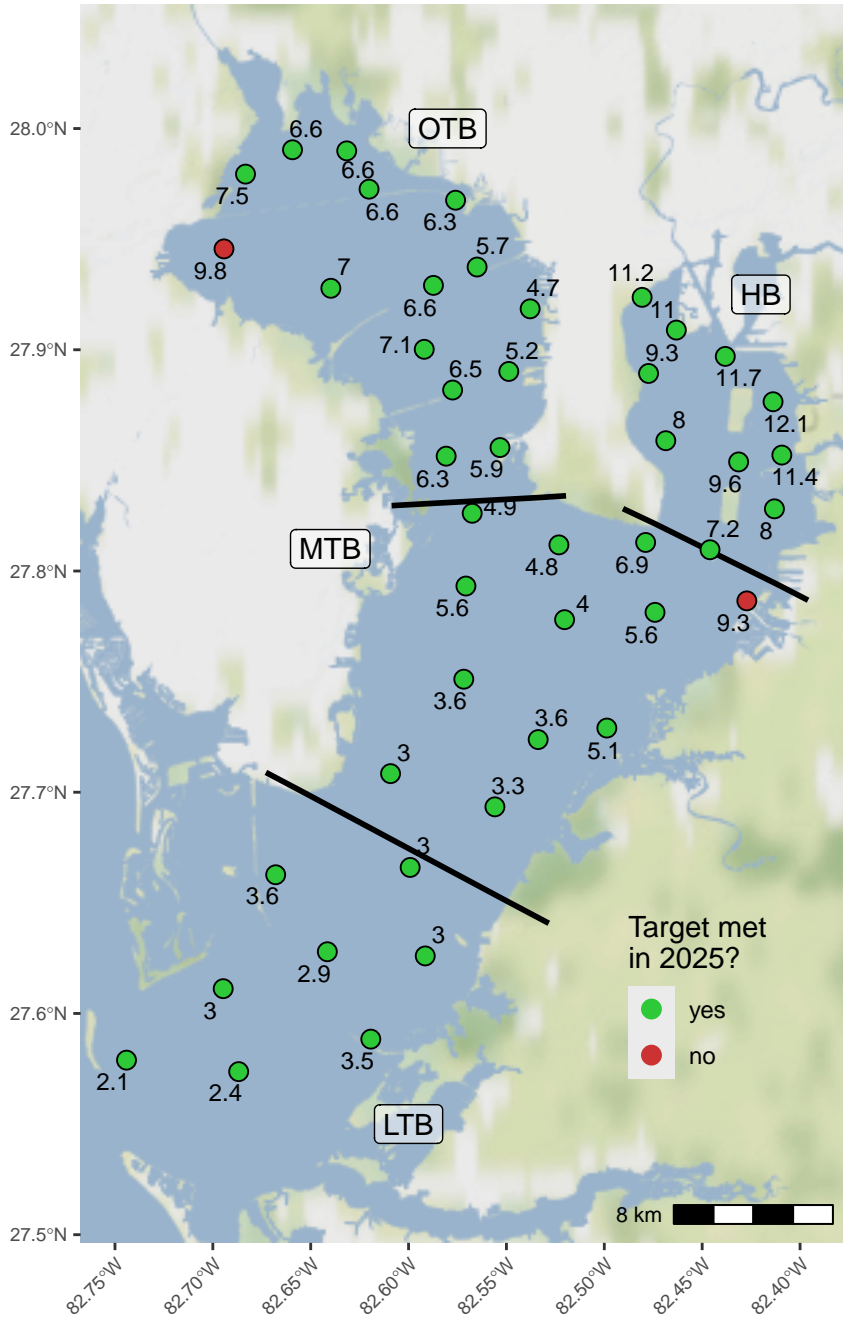 28.0°N
27.9°N
27.8°N
27.7°N
27.6°N
27.5°N
OTB
6.6
6.6
7.5
6.6
6.3
9.8
5.7
7
6.6
4.7
11.2
HB
11
7.1
9.3
6.5
5.2
11.7
12.1
8
6.3
5.9
9.6
11.4
4.9
8
7.2
MTB
4.8
6.9
5.6
4
5.6
9.3
3.6
3.6
5.1
3
3.3
3
3.6
3
2.9
3
3.5
2.1
2.4
LTB
Target met
in 2025?
yes
no
8 km
82.75°W
82.70°W
82.65°W
82.60°W
82.55°W
82.50°W
82.45°W
82.40°W